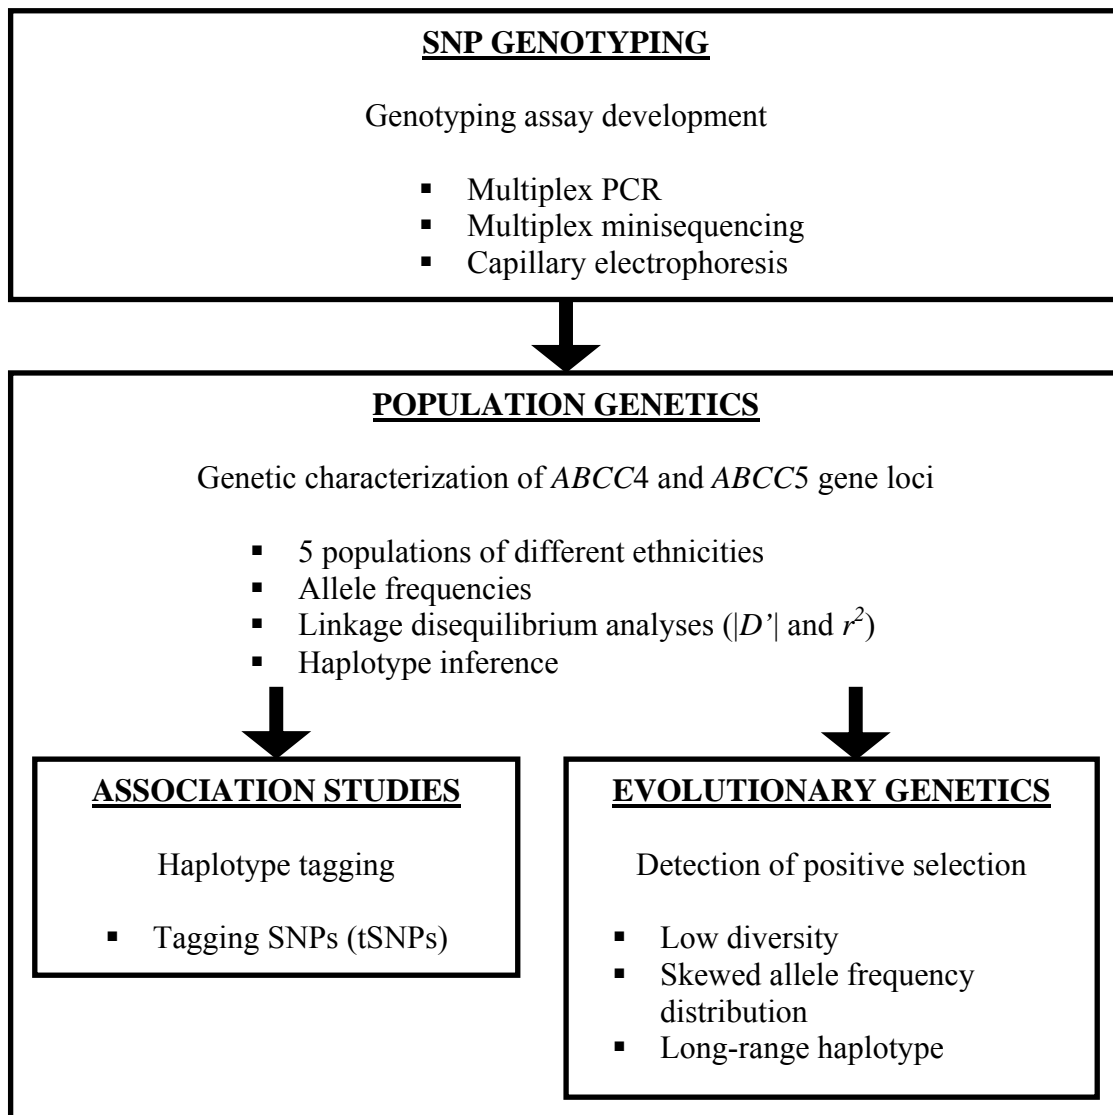 SNP GENOTYPING
Genotyping assay development
▪ Multiplex PCR
▪ Multiplex minisequencing
▪ Capillary electrophoresis
POPULATION GENETICS
Genetic characterization of ABCC4 and ABCC5 gene loci
▪ 5 populations of different ethnicities
▪ Allele frequencies
▪ Linkage disequilibrium analyses (|D’| and r²)
▪ Haplotype inference
ASSOCIATION STUDIES
Haplotype tagging
▪ Tagging SNPs (tSNPs)
EVOLUTIONARY GENETICS
Detection of positive selection
▪ Low diversity
▪ Skewed allele frequency
distribution
▪ Long-range haplotype